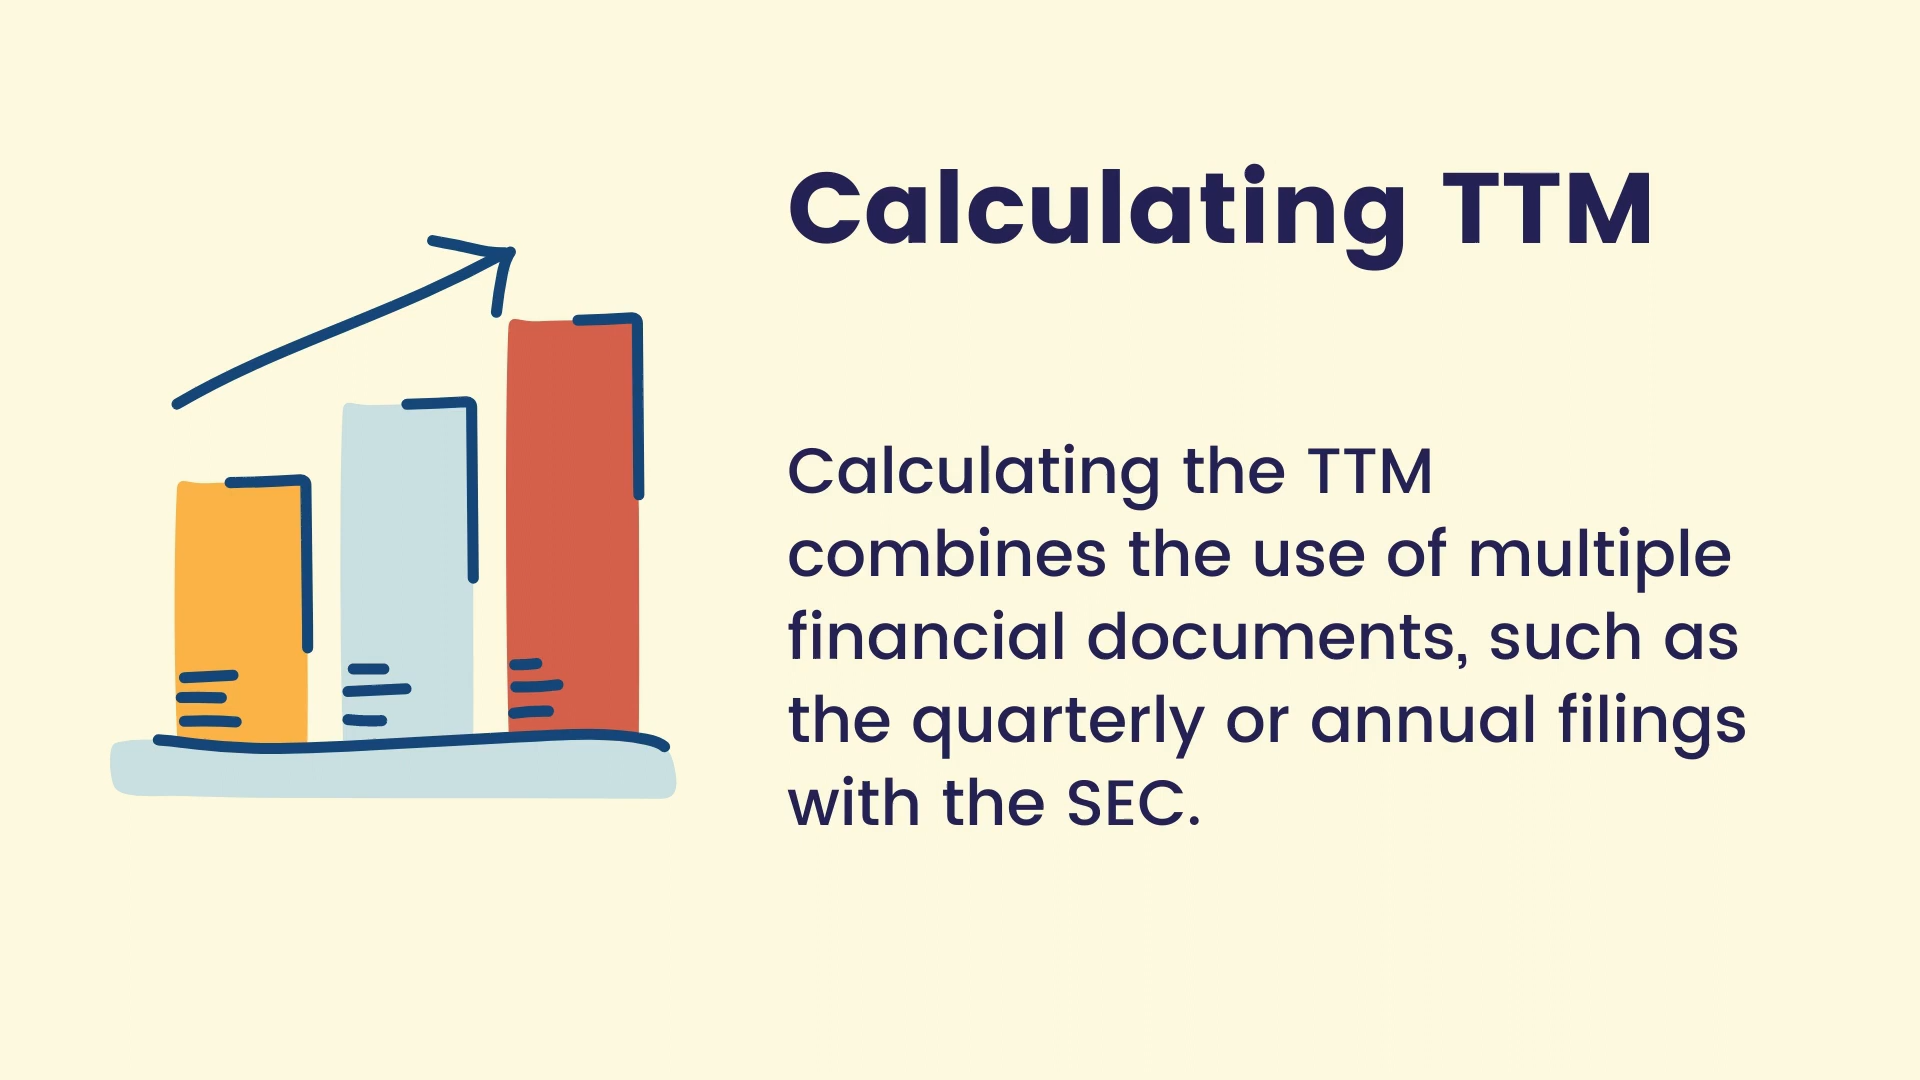 Calculating TTM
Calculating the TTM
combines the use of multiple
financial documents, such as
the quarterly or annual filings
with the SEC.